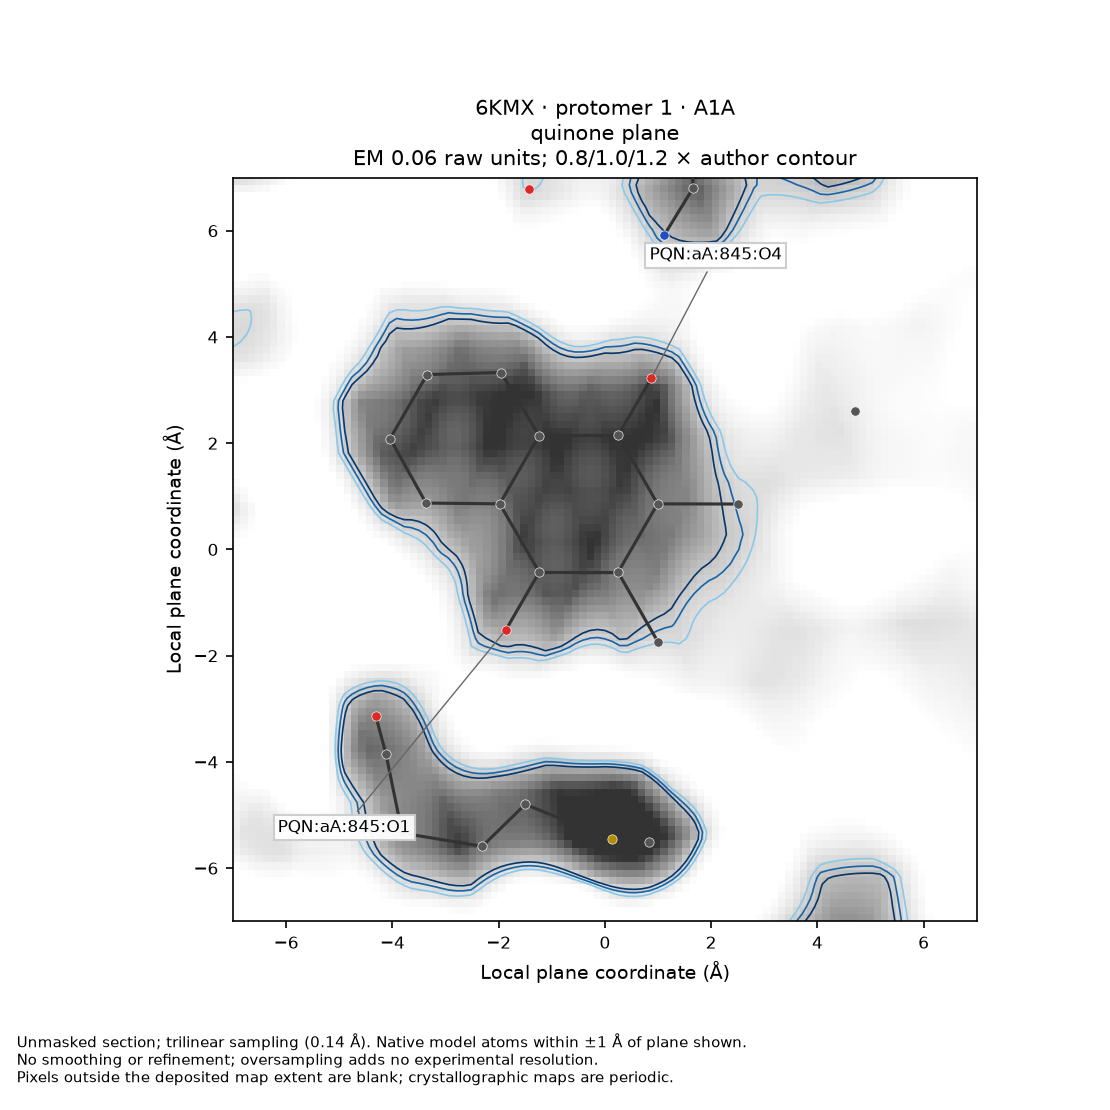 6KMX · protomer 1 · A1A
quinone plane
EM 0.06 raw units; 0.8/1.0/1.2 × author contour
PQN:aA:845:O4
PQN:aA:845:O1
Local plane coordinate (Å)
6
4
2
0
−2
−4
−6
−6
−4
−2
0
2
4
6
Local plane coordinate (Å)
Unmasked section; trilinear sampling (0.14 Å). Native model atoms within ±1 Å of plane shown.
No smoothing or refinement; oversampling adds no experimental resolution.
Pixels outside the deposited map extent are blank; crystallographic maps are periodic.